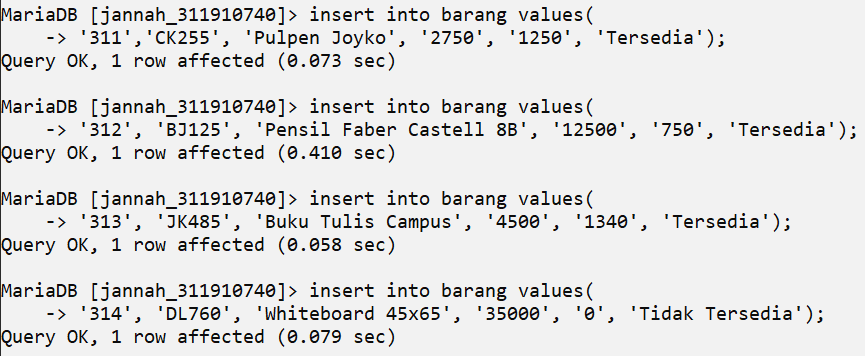 MariaDB [jannah_311910740]> insert into barang values(
    -> '311','CK255', 'Pulpen Joyko', '2750', '1250', 'Tersedia');
Query OK, 1 row affected (0.073 sec)

MariaDB [jannah_311910740]> insert into barang values(
    -> '312', 'BJ125', 'Pensil Faber Castell 8B', '12500', '750', 'Tersedia');
Query OK, 1 row affected (0.410 sec)

MariaDB [jannah_311910740]> insert into barang values(
    -> '313', 'JK485', 'Buku Tulis Campus', '4500', '1340', 'Tersedia');
Query OK, 1 row affected (0.058 sec)

MariaDB [jannah_311910740]> insert into barang values(
    -> '314', 'DL760', 'Whiteboard 45x65', '35000', '0', 'Tidak Tersedia');
Query OK, 1 row affected (0.079 sec)